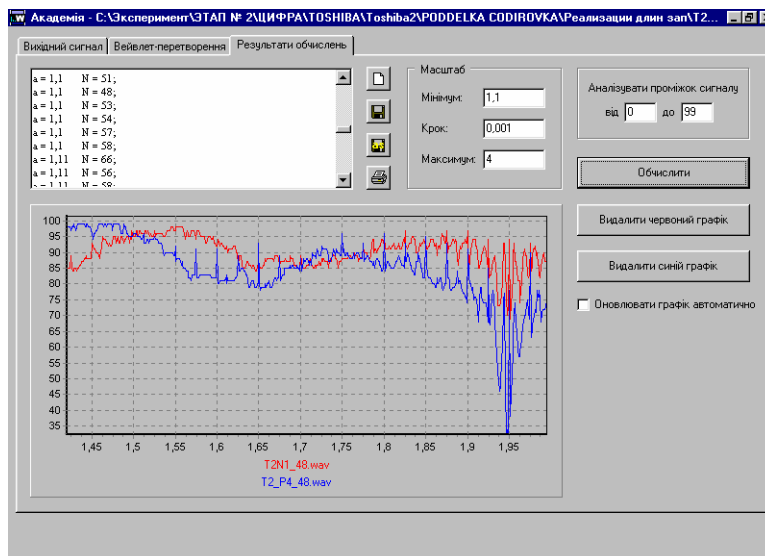 Академія - C:\Эксперимент\ЭТАП № 2\ЦИФРА\TOSHIBA\Toshiba2\PODDELKA CODIROVKA\Реализации длин зап\T2...
Вихідний сигнал
Вейвлет-перетворення
Результати обчислень
a = 1,1 N = 51;
a = 1,1 N = 48;
a = 1,1 N = 53;
a = 1,1 N = 54;
a = 1,1 N = 57;
a = 1,1 N = 58;
a = 1,11 N = 66;
a = 1,11 N = 56;
a = 1,11 N = 58;
Масштаб
Мінімум: 1,1
Крок: 0,001
Максимум: 4
Аналізувати проміжок сигналу
від 0 до 99
Обчислити
Видалити червоний графік
Видалити синій графік
Оновлювати графік автоматично
100
95
90
85
80
75
70
65
60
55
50
45
40
35
1,45 1,5 1,55 1,6 1,65 1,7 1,75 1,8 1,85 1,9 1,95
T2N1_48.wav
T2_P4_48.wav